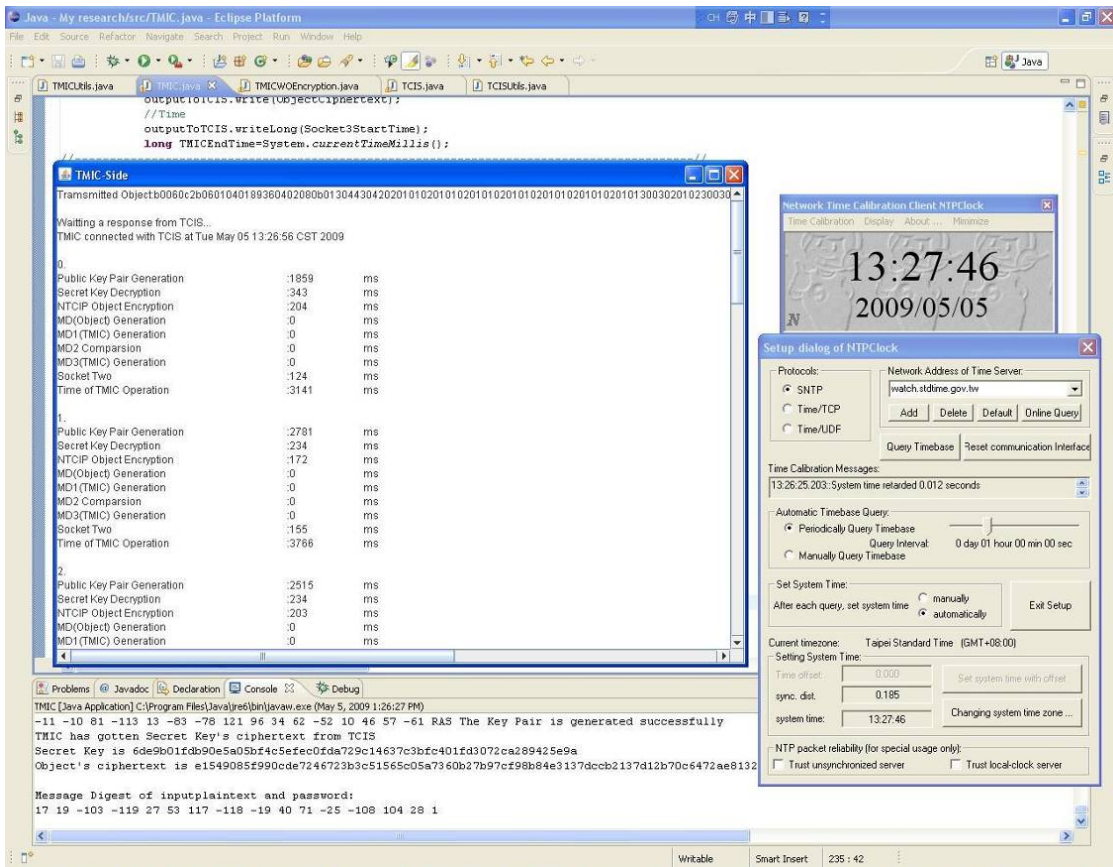 Java - My research/src/TMIC.java - Eclipse Platform
CH 中
File Edit Source Refactor Navigate Search Project Run Window Help
Java
TMICUtils.java TMIC.java TMICWOEncryption.java TCIS.java TCISUtils.java
outputToTCIS.write(ObjectCiphertext);
//Time
outputToTCIS.writeLong(Socket3StartTime);
long TMICEndTime=System.currentTimeMillis();
TMIC-Side
Waitting a response from TCIS...
TMIC connected with TCIS at Tue May 05 13:26:56 CST 2009
0.
Public Key Pair Generation :1859 ms
Secret Key Decryption :343 ms
NTCIP Object Encryption :204 ms
MD(Object) Generation :0 ms
MD1(TMIC) Generation :0 ms
MD2 Comparsion :0 ms
MD3(TMIC) Generation :0 ms
Socket Two :124 ms
Time of TMIC Operation :3141 ms
1.
Public Key Pair Generation :2781 ms
Secret Key Decryption :234 ms
NTCIP Object Encryption :172 ms
MD(Object) Generation :0 ms
MD1(TMIC) Generation :0 ms
MD2 Comparsion :0 ms
MD3(TMIC) Generation :0 ms
Socket Two :155 ms
Time of TMIC Operation :3766 ms
2.
Public Key Pair Generation :2515 ms
Secret Key Decryption :234 ms
NTCIP Object Encryption :203 ms
MD(Object) Generation :0 ms
MD1(TMIC) Generation :0 ms
Network Time Calibration Client NTPClock
Time Calibration Display About ... Minimize
13:27:46
2009/05/05
N
Setup dialog of NTPClock
Protocols:
SNTP
Time/TCP
Time/UDF
Network Address of Time Server:
watch.stdtime.gov.tw
Add Delete Default Online Query
Query Timebase Reset communication Interface
Time Calibration Messages:
13:26:25.203::System time retarded 0.012 seconds
Automatic Timebase Query:
Periodically Query Timebase
Query Interval: 0 day 01 hour 00 min 00 sec
Manually Query Timebase
Set System Time:
After each query, set system time manually
automatically
Exit Setup
Current timezone: Taipei Standard Time (GMT+08:00)
Setting System Time:
Time offset: 0.000 Set system time with offset
sync. dist. 0.185
system time: 13:27:46 Changing system time zone ...
NTP packet reliability (for special usage only):
Trust unsynchronized server Trust local-clock server
Problems @ Javadoc Declaration Console Debug
TMIC [Java Application] C:\Program Files\Java\jre6\bin\javaw.exe (May 5, 2009 1:26:27 PM)
-11 -10 81 -113 13 -83 -78 121 96 34 62 -52 10 46 57 -61 RAS The Key Pair is generated successfully
TMIC has gotten Secret Key's ciphertext from TCIS
Secret Key is 6de9b01fdb90e5a05bf4c5efec0fda729c14637c3bfc401fd3072ca289425e9a
Object's ciphertext is e1549085f990cde7246723b3c51565c05a7360b27b97cf98b84e3137dccb2137d12b70c6472ae8132
Message Digest of inputplaintext and password:
17 19 -103 -119 27 53 117 -118 -19 40 71 -25 -108 104 28 1
Writable Smart Insert 235 : 42